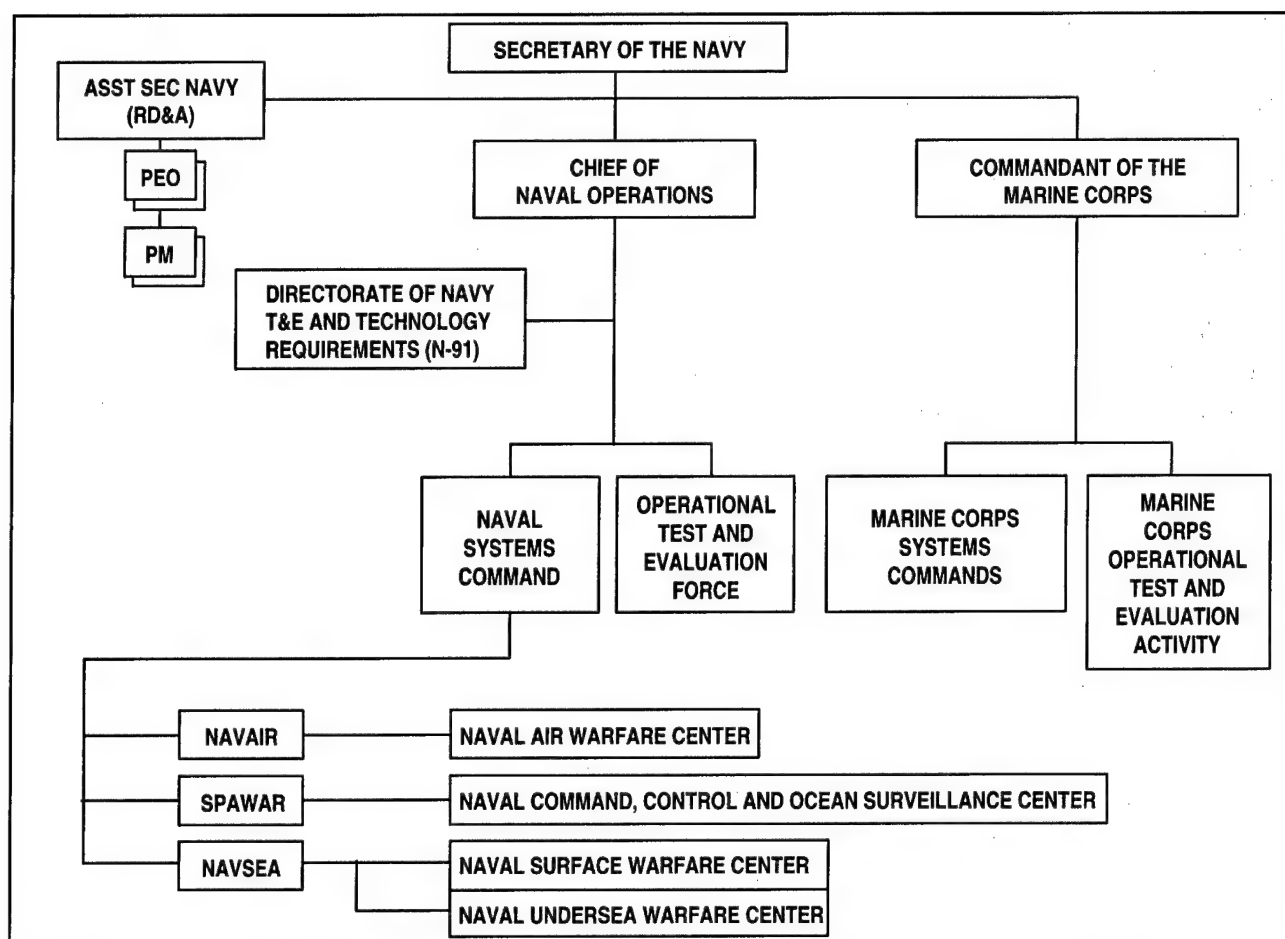 SECRETARY OF THE NAVY
ASST SEC NAVY
(RD&A)
PEO
PM
CHIEF OF
NAVAL OPERATIONS
COMMANDANT OF THE
MARINE CORPS
DIRECTORATE OF NAVY
T&E AND TECHNOLOGY
REQUIREMENTS (N-91)
NAVAL
SYSTEMS
COMMAND
OPERATIONAL
TEST AND
EVALUATION
FORCE
MARINE CORPS
SYSTEMS
COMMANDS
MARINE
CORPS
OPERATIONAL
TEST AND
EVALUATION
ACTIVITY
NAVAIR
NAVAL AIR WARFARE CENTER
SPAWAR
NAVAL COMMAND, CONTROL AND OCEAN SURVEILLANCE CENTER
NAVSEA
NAVAL SURFACE WARFARE CENTER
NAVAL UNDERSEA WARFARE CENTER